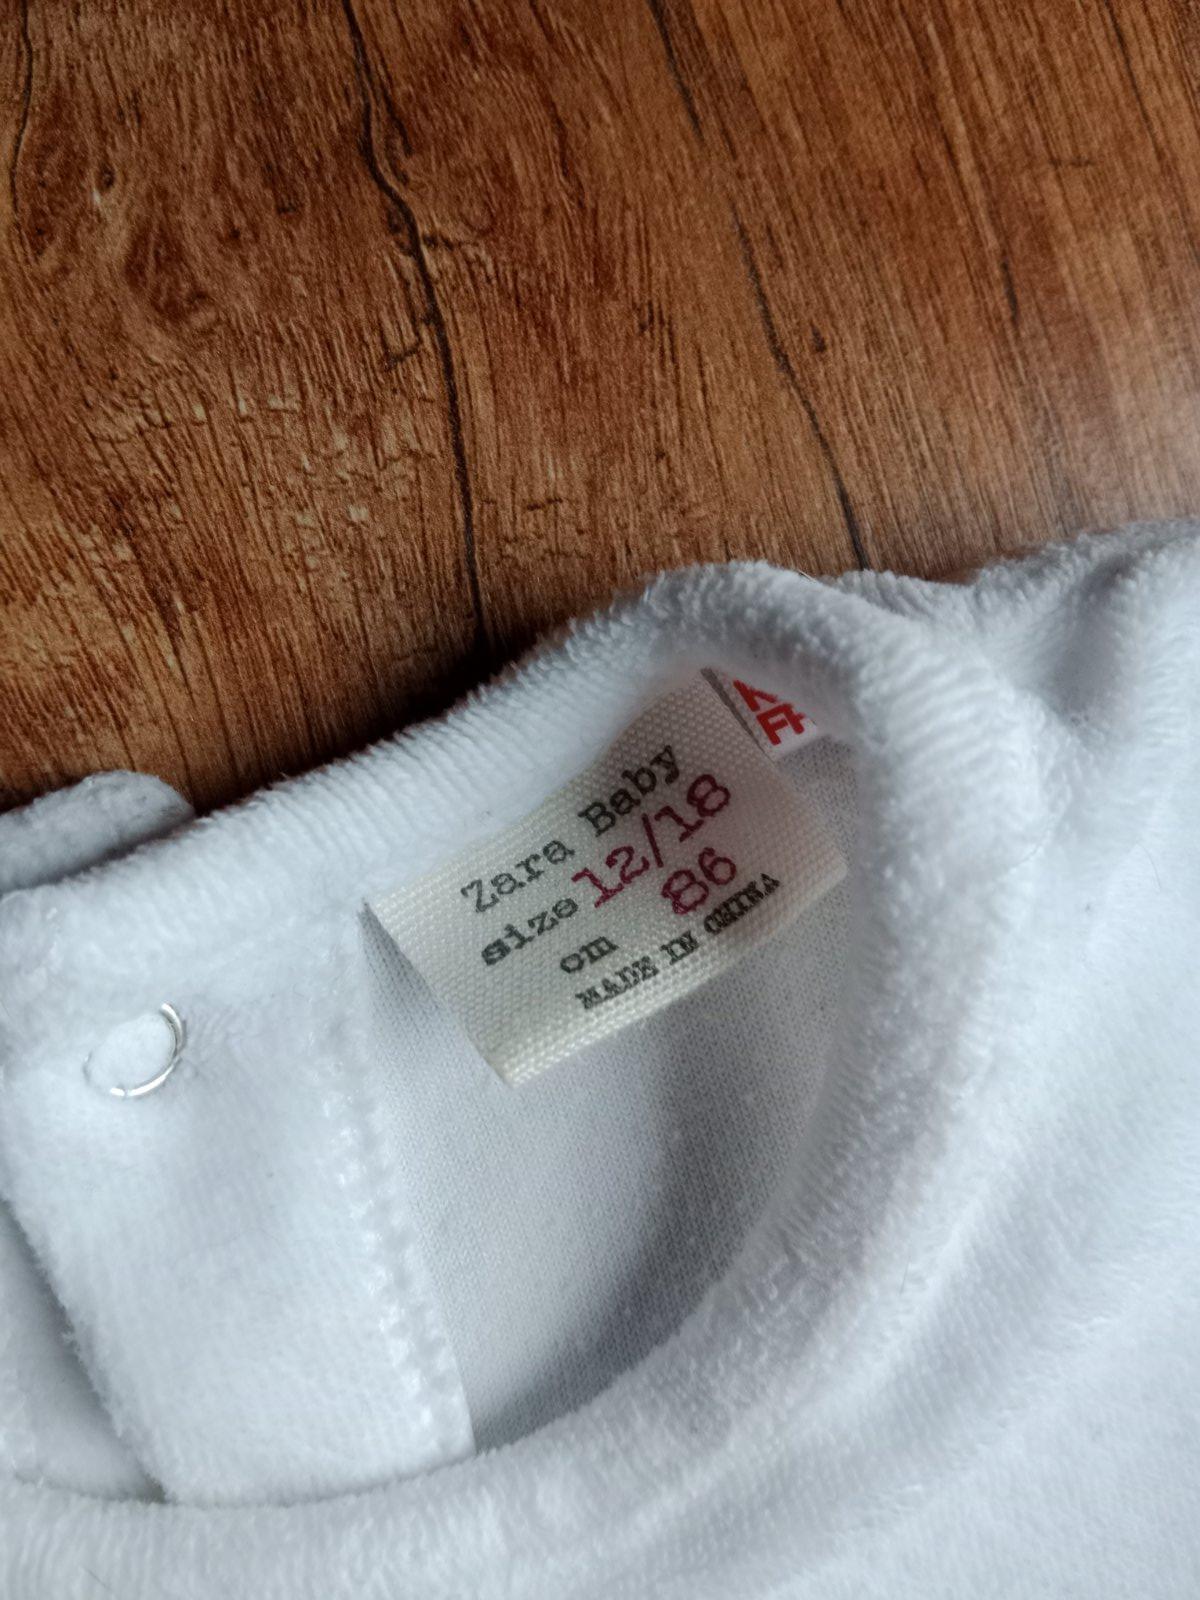 Zara Baby
size 12/18
cm 86
MADE IN CHINA